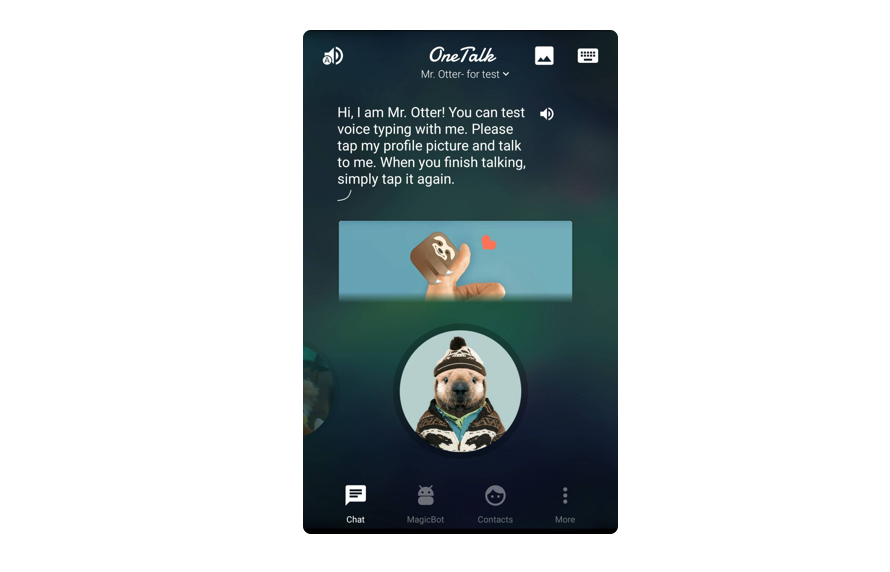 OneTalk
Mr. Otter- for test
Hi, I am Mr. Otter! You can test
voice typing with me. Please
tap my profile picture and talk
to me. When you finish talking,
simply tap it again.
Chat
MagicBot
Contacts
More